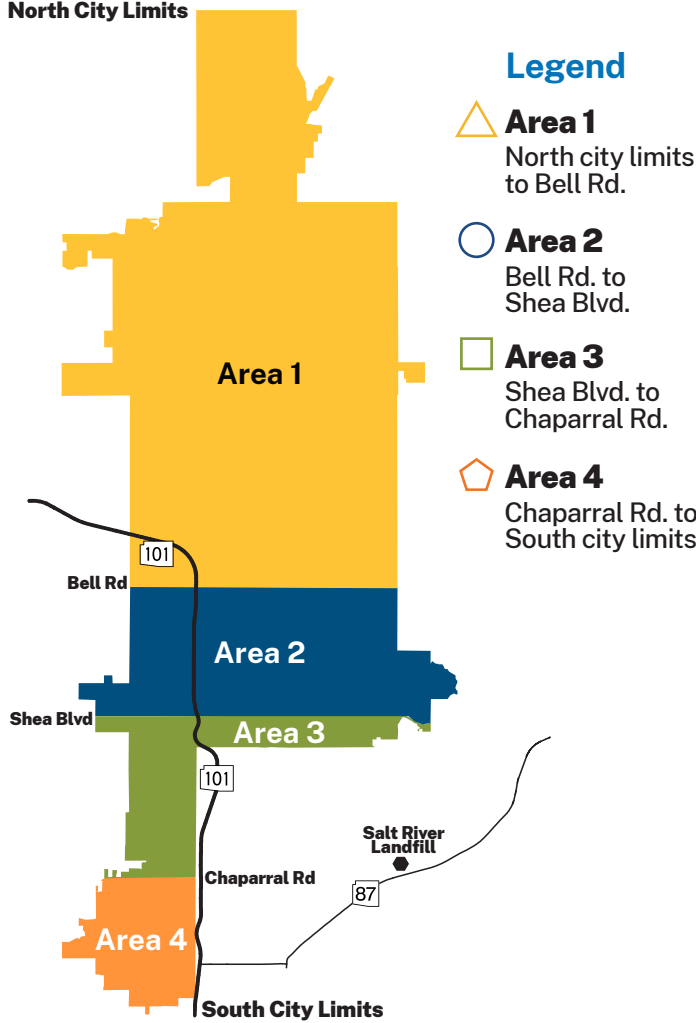 North City Limits
Legend
Area 1
North city limits
to Bell Rd.
Area 2
Bell Rd. to
Shea Blvd.
Area 3
Shea Blvd. to
Chaparral Rd.
Area 4
Chaparral Rd. to
South city limits
Area 1
101
Bell Rd
Area 2
Shea Blvd
Area 3
101
Salt River
Landfill
Chaparral Rd
87
Area 4
South City Limits